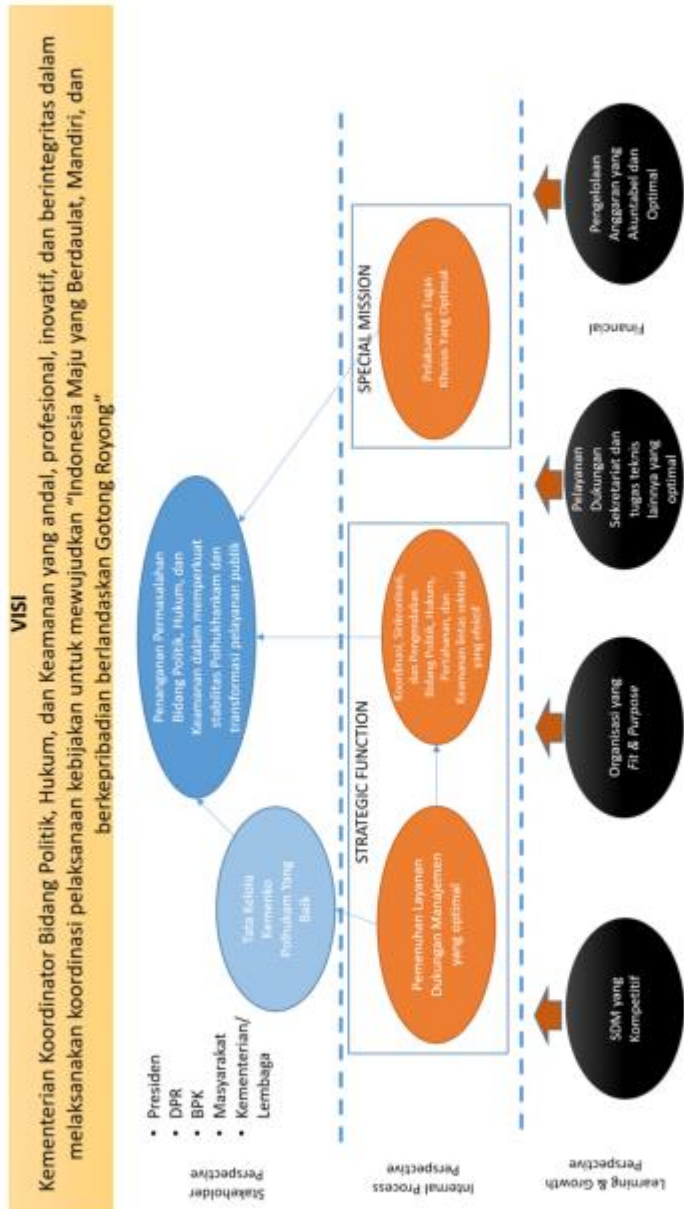 VISI
Kementerian Koordinator Bidang Politik, Hukum, dan Keamanan yang andal, profesional, inovatif, dan berintegritas dalam
melaksanakan koordinasi pelaksanaan kebijakan untuk mewujudkan "Indonesia Maju yang Berdaulat, Mandiri, dan
berkepribadian berlandaskan Gotong Royong"
Stakeholder
Perspective
• Presiden
• DPR
• BPK
• Masyarakat
• Kementerian/
Lembaga
Tata Kelola
Kemenko
Polhukam Yang
Baik
Penanganan Permasalahan
Bidang Politik, Hukum, dan
Keamanan dalam memperkuat
stabilitas Polhukhankam dan
transformasi pelayanan publik
Internal Process
Perspective
STRATEGIC FUNCTION
Pemenuhan Layanan
Dukungan Manajemen
yang optimal
Koordinasi, Sinkronisasi,
dan Pengendalian
Bidang Politik, Hukum,
Pertahanan, dan
Keamanan lintas sektoral
yang efektif
SPECIAL MISSION
Pelaksanaan Tugas
Khusus Yang Optimal
Learning & Growth
Perspective
SDM yang
Kompetitif
Organisasi yang
Fit & Purpose
Pelayanan
Dukungan
Sekretariat dan
tugas teknis
lainnya yang
optimal
Financial
Pengelolaan
Anggaran yang
Akuntabel dan
Optimal